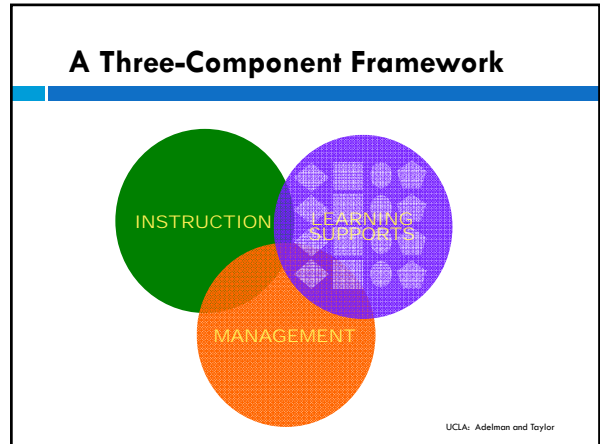 A Three-Component Framework
INSTRUCTION
LEARNING
SUPPORTS
MANAGEMENT
UCLA: Adelman and Taylor